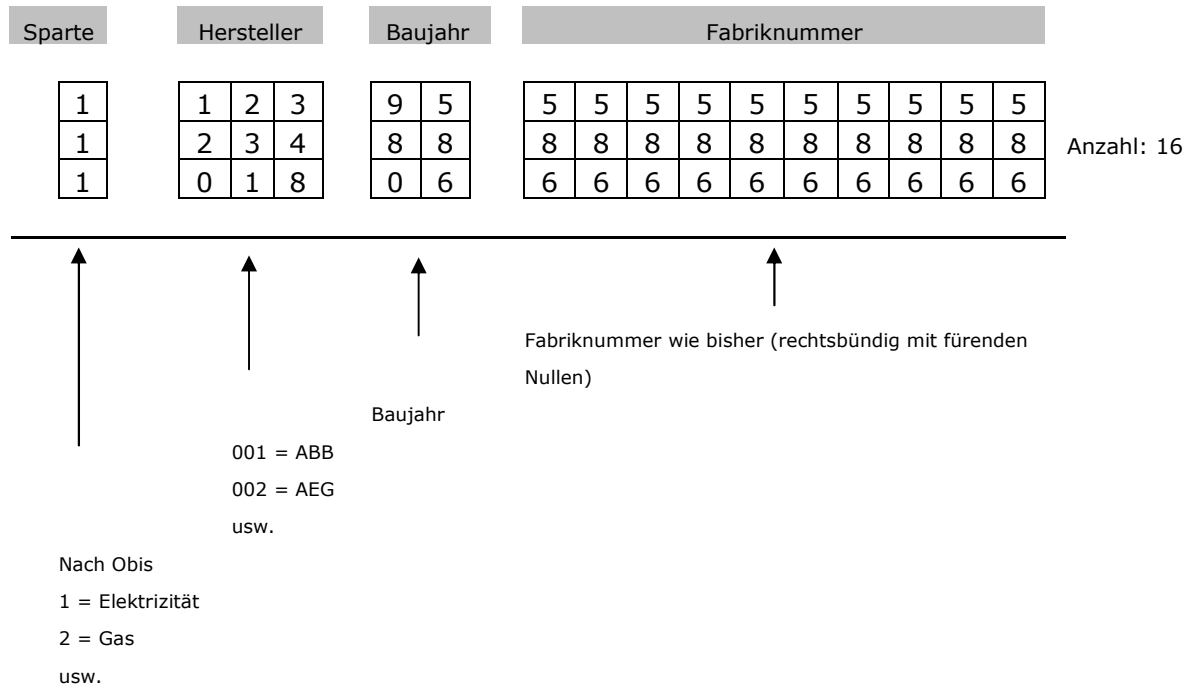 Sparte Hersteller Baujahr Fabriknummer
1 1 2 3 9 5 5 5 5 5 5 5 5 5 5 5
1 2 3 4 8 8 8 8 8 8 8 8 8 8 8 8 Anzahl: 16
1 0 1 8 0 6 6 6 6 6 6 6 6 6 6 6
Fabriknummer wie bisher (rechtsbündig mit fürenden
Nullen)
Baujahr
001 = ABB
002 = AEG
usw.
Nach Obis
1 = Elektrizität
2 = Gas
usw.